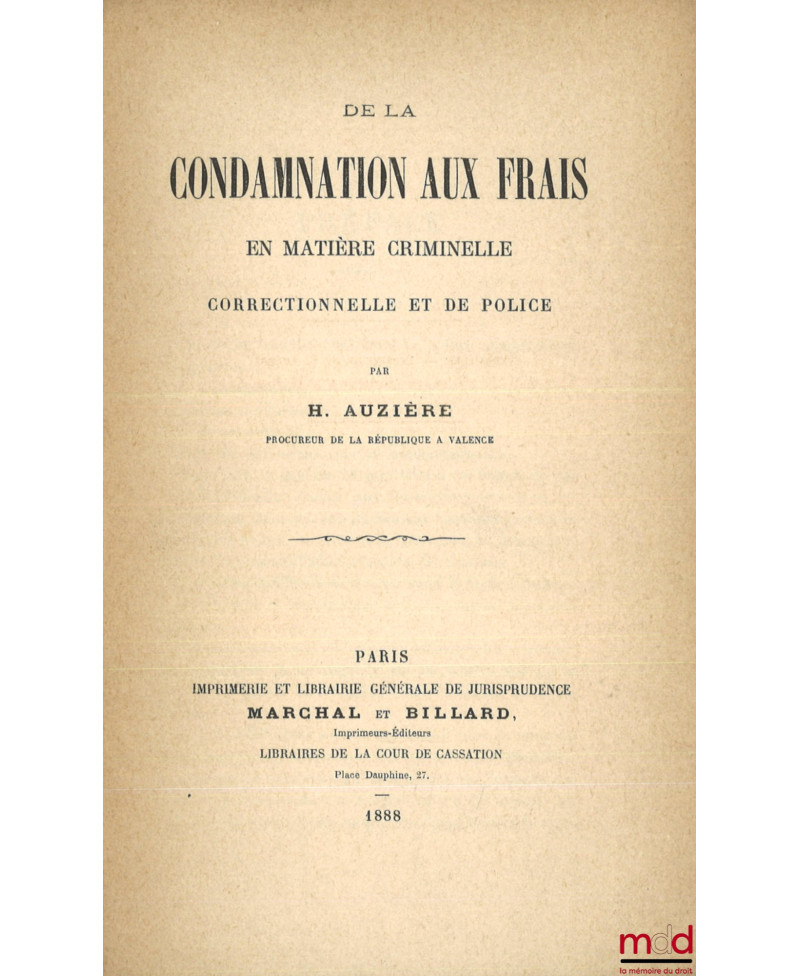 DE LA
CONDAMNATION AUX FRAIS
EN MATIÈRE CRIMINELLE
CORRECTIONNELLE ET DE POLICE
PAR
H. AUZIÈRE
PROCUREUR DE LA RÉPUBLIQUE A VALENCE
PARIS
IMPRIMERIE ET LIBRAIRIE GÉNÉRALE DE JURISPRUDENCE
MARCHAL ET BILLARD,
Imprimeurs-Éditeurs
LIBRAIRES DE LA COUR DE CASSATION
Place Dauphine, 27.
1888
mdd
la mémoire du droit